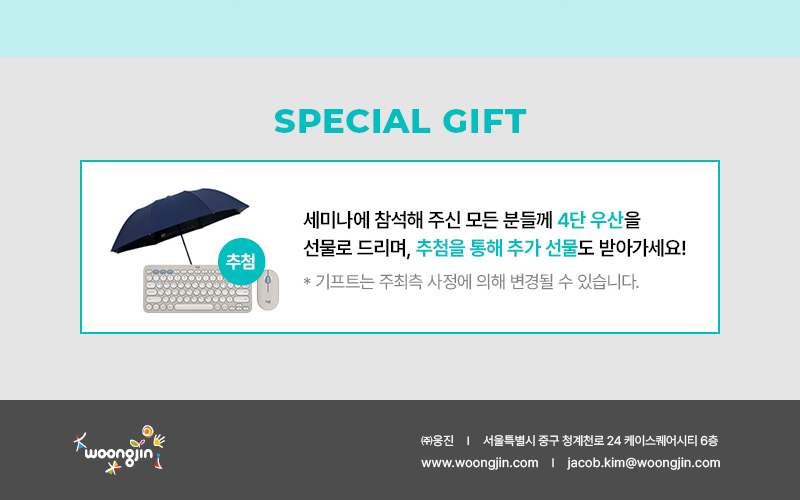 SPECIAL GIFT
세미나에 참석해 주신 모든 분들께 4단 우산을
선물로 드리며, 추첨을 통해 추가 선물도 받아가세요!
추첨
* 기프트는 주최측 사정에 의해 변경될 수 있습니다.
woongjin
㈜웅진 | 서울특별시 중구 청계천로 24 케이스퀘어시티 6층
www.woongjin.com | jacob.kim@woongjin.com